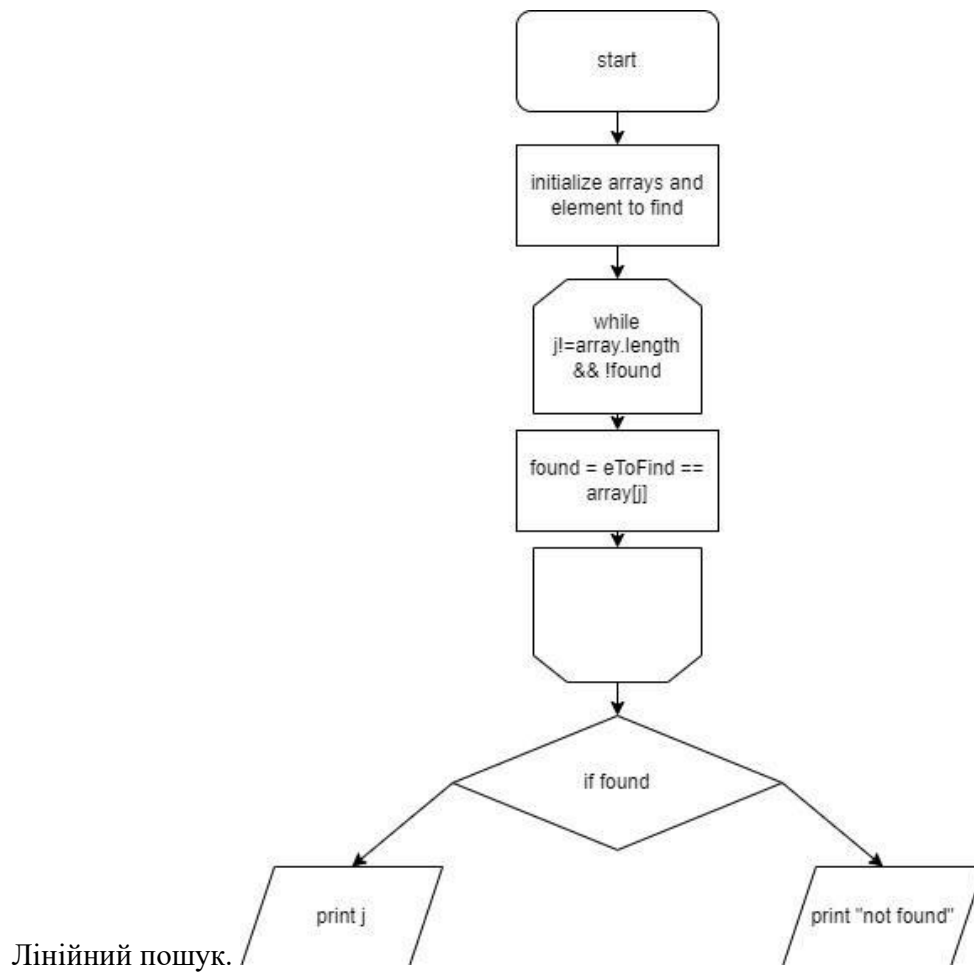 start
initialize arrays and
element to find
while
j!=array.length
&& !found
found = eToFind ==
array[j]
if found
print j
print "not found"
Лінійний пошук.